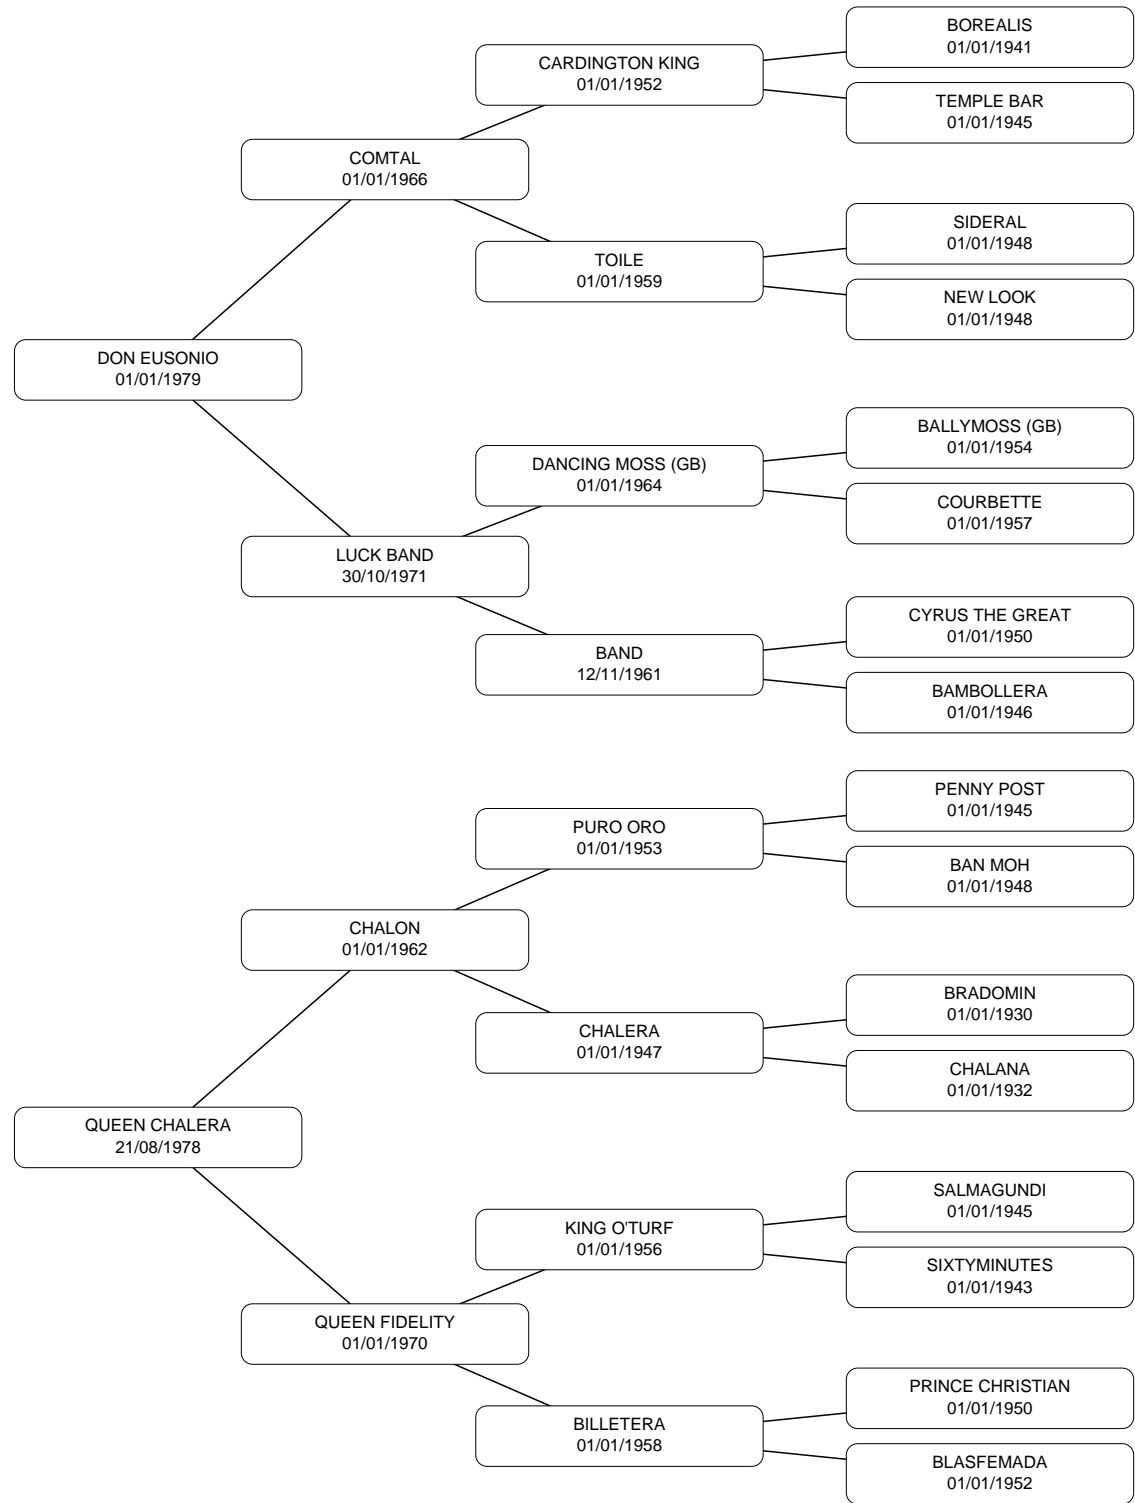 BOREALIS
01/01/1941
CARDINGTON KING
01/01/1952
TEMPLE BAR
01/01/1945
COMTAL
01/01/1966
SIDERAL
01/01/1948
TOILE
01/01/1959
NEW LOOK
01/01/1948
DON EUSONIO
01/01/1979
BALLYMOSS (GB)
01/01/1954
DANCING MOSS (GB)
01/01/1964
COURBETTE
01/01/1957
LUCK BAND
30/10/1971
CYRUS THE GREAT
01/01/1950
BAND
12/11/1961
BAMBOLLERA
01/01/1946
PENNY POST
01/01/1945
PURO ORO
01/01/1953
BAN MOH
01/01/1948
CHALON
01/01/1962
BRADOMIN
01/01/1930
CHALERA
01/01/1947
CHALANA
01/01/1932
QUEEN CHALERA
21/08/1978
SALMAGUNDI
01/01/1945
KING O'TURF
01/01/1956
SIXTYMINUTES
01/01/1943
QUEEN FIDELITY
01/01/1970
PRINCE CHRISTIAN
01/01/1950
BILLETERA
01/01/1958
BLASFEMADA
01/01/1952